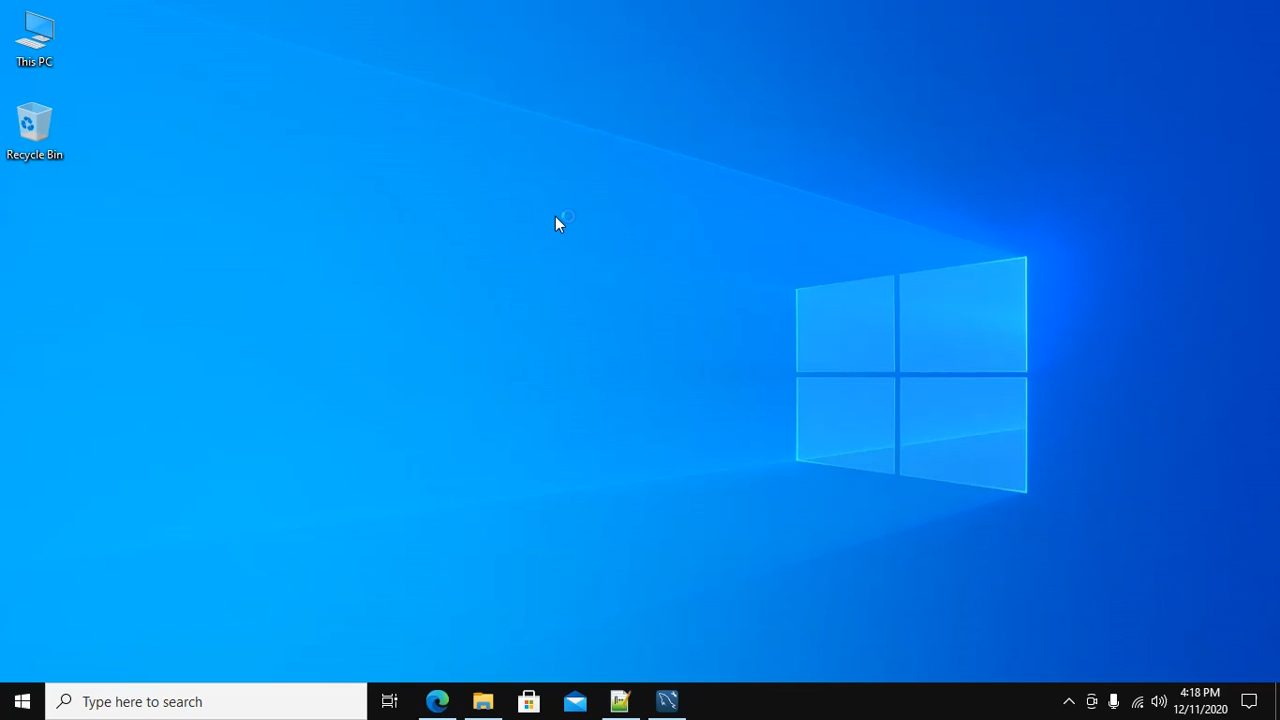 This PC
Recycle Bin
Type here to search
4:18 PM
12/11/2020